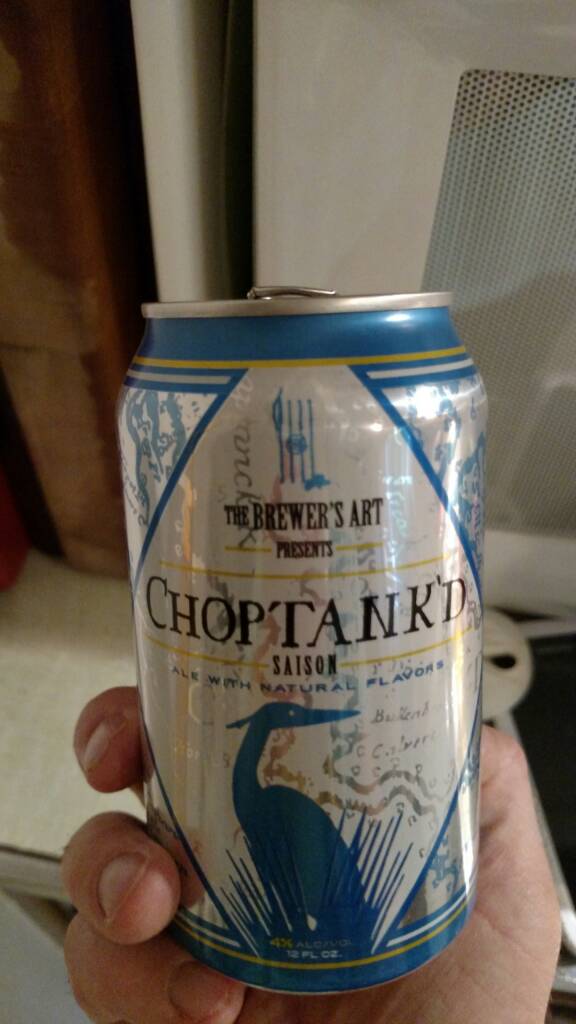 THE BREWER'S ART
PRESENTS
CHOPTANK'D
SAISON
ALE WITH NATURAL FLAVORS
4% ALC/VOL
12 FL OZ.